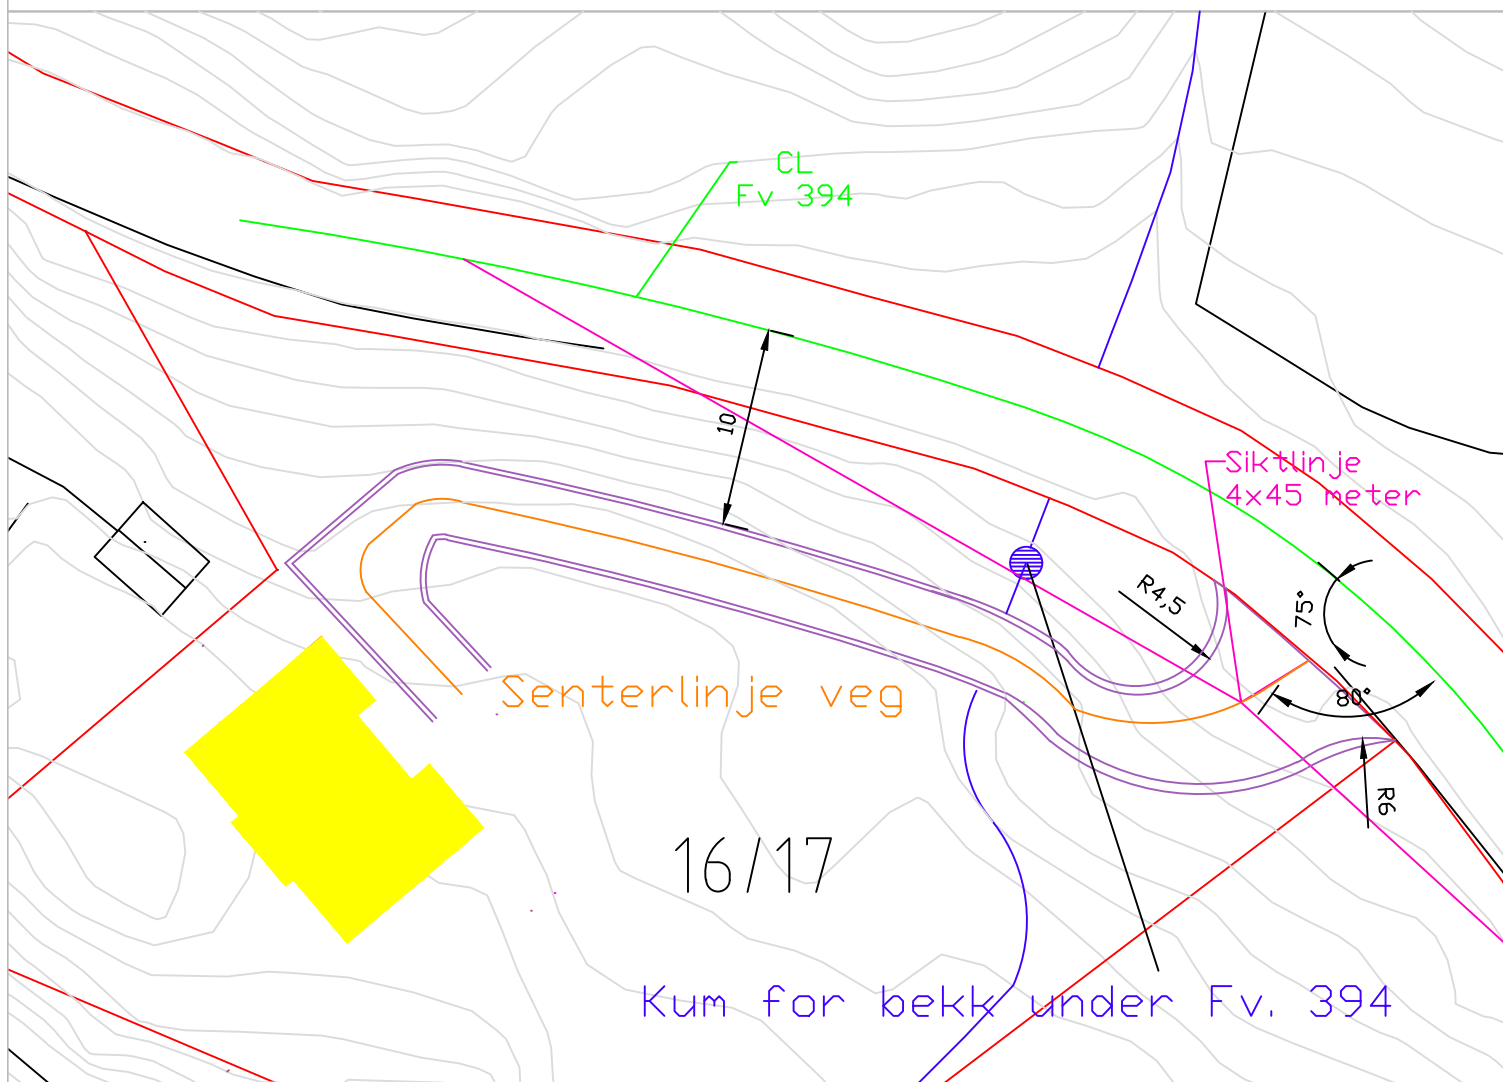 CL
Fv 394
10
Siktlinje
4x45 meter
R4,5
75°
80°
Senterlinje veg
R6
16/17
Kum for bekk under Fv. 394